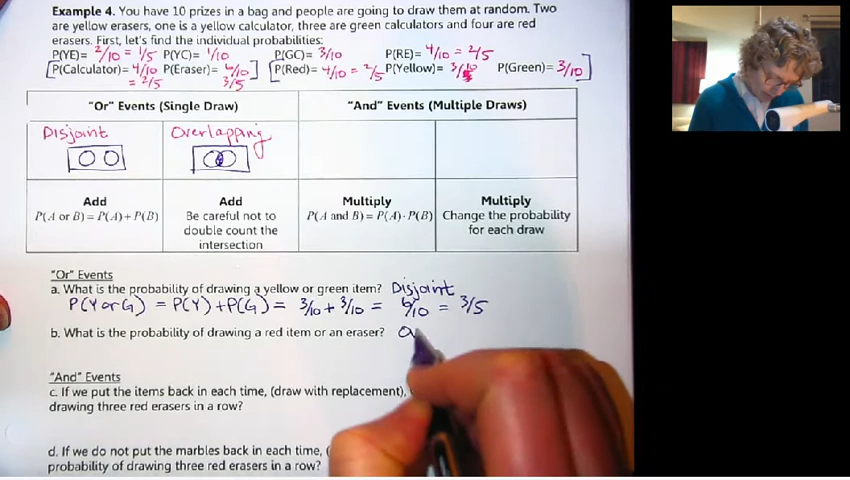 Example 4. You have 10 prizes in a bag and people are going to draw them at random. Two
are yellow erasers, one is a yellow calculator, three are green calculators and four are red
erasers. First, let's find the individual probabilities:
P(YE)= 2/10 = 1/5 P(YC)= 1/10 P(GC)= 3/10 P(RE)= 4/10 = 2/5
[P(Calculator)= 4/10 P(Eraser)= 6/10] [P(Red)= 4/10 = 2/5 P(Yellow)= 3/10 P(Green)= 3/10]
= 2/5 3/5
"Or" Events (Single Draw) "And" Events (Multiple Draws)
Disjoint Overlapping
Add Add Multiply Multiply
P(A or B) = P(A) + P(B) Be careful not to double count the intersection P(A and B) = P(A) · P(B) Change the probability for each draw
"Or" Events
a. What is the probability of drawing a yellow or green item? Disjoint
P(Y or G) = P(Y) + P(G) = 3/10 + 3/10 = 6/10 = 3/5
b. What is the probability of drawing a red item or an eraser?
"And" Events
c. If we put the items back in each time, (draw with replacement),
drawing three red erasers in a row?
d. If we do not put the marbles back in each time, (
probability of drawing three red erasers in a row?